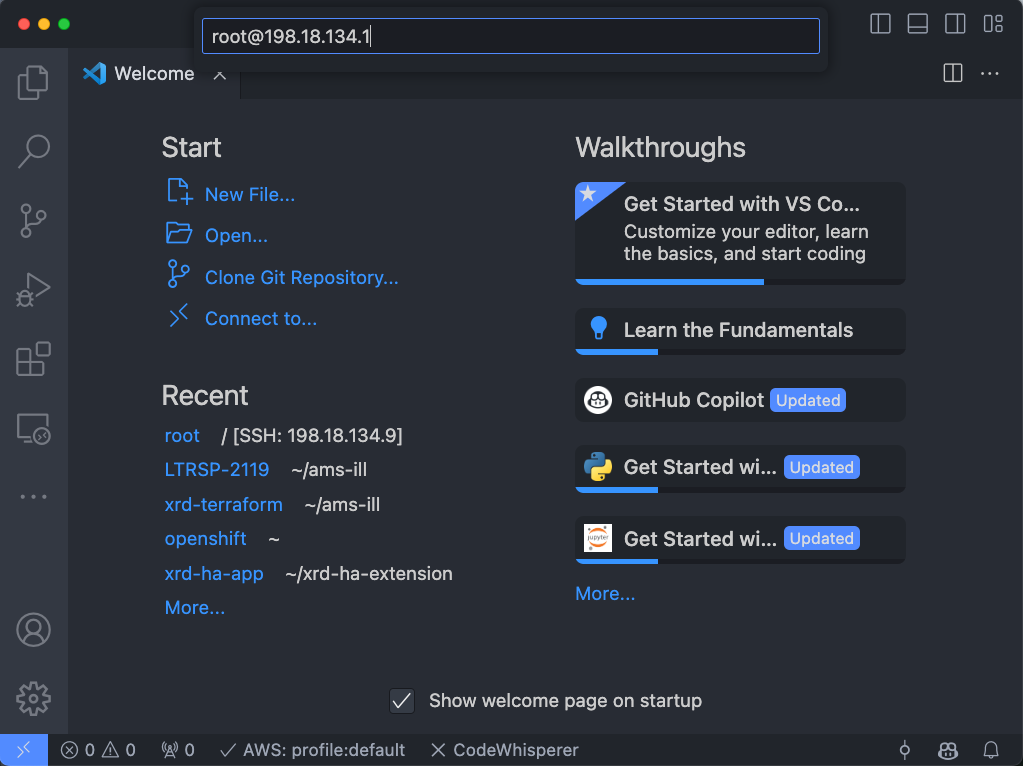 root@198.18.134.1
Welcome
Start
New File...
Open...
Clone Git Repository...
Connect to...
Recent
root / [SSH: 198.18.134.9]
LTRSP-2119 ~/ams-ill
xrd-terraform ~/ams-ill
openshift ~
xrd-ha-app ~/xrd-ha-extension
More...
Walkthroughs
Get Started with VS Co...
Customize your editor, learn
the basics, and start coding
Learn the Fundamentals
GitHub Copilot Updated
Get Started wi... Updated
jupyter
Get Started wi... Updated
More...
Show welcome page on startup
0 0 0 AWS: profile:default CodeWhisperer